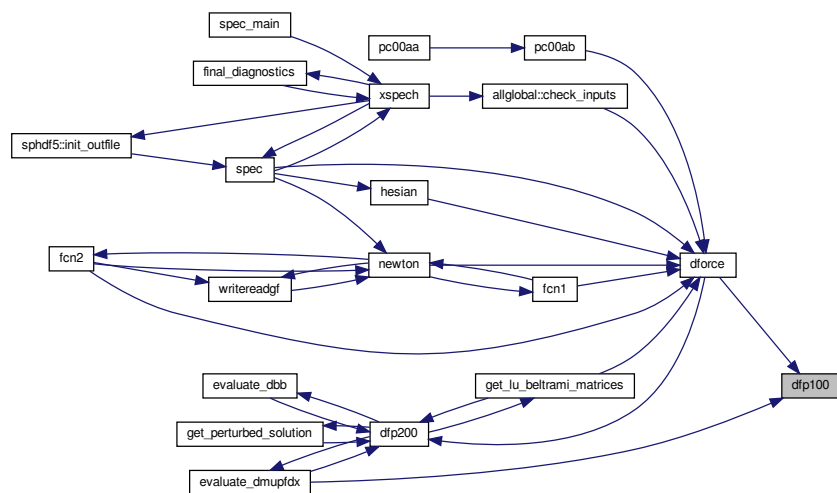 spec_main
pc00aa
pc00ab
final_diagnostics
xspech
allglobal::check_inputs
sphdf5::init_outfile
spec
hesian
fcn2
newton
dforce
writereadgf
fcn1
evaluate_dbb
get_lu_beltrami_matrices
dfp100
get_perturbed_solution
dfp200
evaluate_dmupfdx